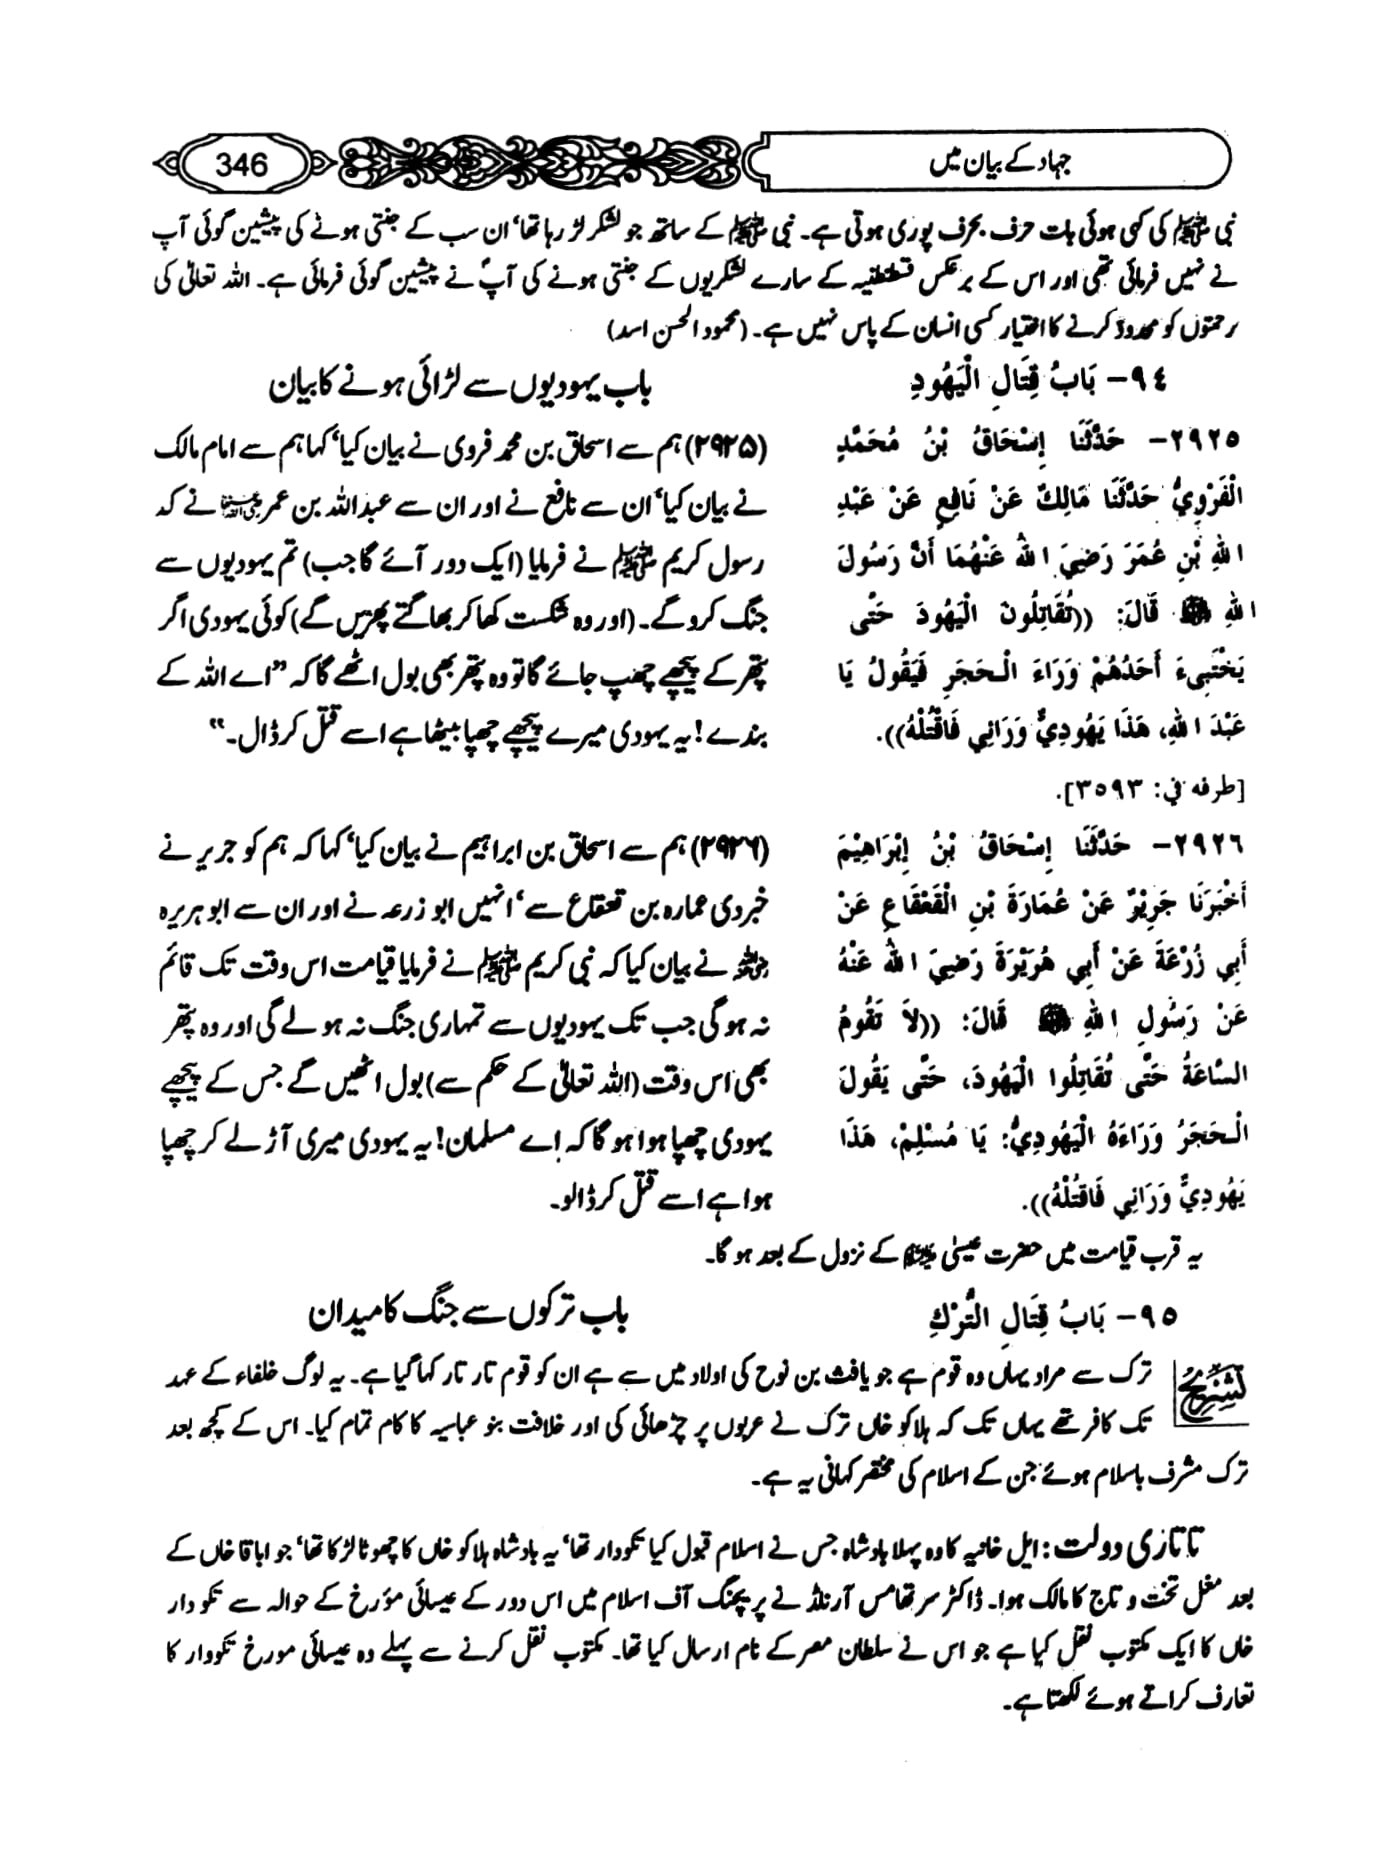 جہاد کے بیان میں
346
نبی ﷺ کی کہی ہوئی بات حرف بحرف پوری ہوتی ہے۔ نبی ﷺ کے ساتھ جو لشکر لڑ رہا تھا' ان سب کے جنتی ہونے کی پیشین گوئی آپ
نے نہیں فرمائی تھی اور اس کے برعکس قسطنطنیہ کے سارے لشکریوں کے جنتی ہونے کی آپؐ نے پیشین گوئی فرمائی ہے۔ اللہ تعالیٰ کی
رحمتوں کو محدود کرنے کا اختیار کسی انسان کے پاس نہیں ہے۔ (محمود الحسن اسد)
٩٤- بَابُ قِتَالِ الْيَهُودِ
باب یہودیوں سے لڑائی ہونے کا بیان
٢٩٢٥- حَدَّثَنَا إِسْحَاقُ بْنُ مُحَمَّدٍ
الْفَرْوِيُّ حَدَّثَنَا مَالِكٌ عَنْ نَافِعٍ عَنْ عَبْدِ
اللهِ بْنِ عُمَرَ رَضِيَ اللهُ عَنْهُمَا أَنَّ رَسُولَ
اللهِ ﷺ قَالَ: ((تُقَاتِلُونَ الْيَهُودَ حَتَّى
يَخْتَبِيءَ أَحَدُهُمْ وَرَاءَ الْحَجَرِ فَيَقُولُ يَا
عَبْدَ اللهِ، هَذَا يَهُودِيٌّ وَرَائِي فَاقْتُلْهُ)).
[طرفه في: ٣٥٩٣].
(۲۹۲۵) ہم سے اسحاق بن محمد فروی نے بیان کیا' کہا ہم سے امام مالک
نے بیان کیا' ان سے نافع نے اور ان سے عبداللہ بن عمر رضی اللہ عنہما نے کہ
رسول کریم ﷺ نے فرمایا (ایک دور آئے گا جب) تم یہودیوں سے
جنگ کرو گے۔ (اور وہ شکست کھا کر بھاگتے پھریں گے) کوئی یہودی اگر
پتھر کے پیچھے چھپ جائے گا تو وہ پتھر بھی بول اٹھے گا کہ "اے اللہ کے
بندے! یہ یہودی میرے پیچھے چھپا بیٹھا ہے اسے قتل کر ڈال۔"
٢٩٢٦- حَدَّثَنَا إِسْحَاقُ بْنُ إِبْرَاهِيْمَ
أَخْبَرَنَا جَرِيْرٌ عَنْ عُمَارَةَ بْنِ الْقَعْقَاعِ عَنْ
أَبِي زُرْعَةَ عَنْ أَبِي هُرَيْرَةَ رَضِيَ اللهُ عَنْهُ
عَنْ رَسُولِ اللهِ ﷺ قَالَ: ((لاَ تَقُومُ
السَّاعَةُ حَتَّى تُقَاتِلُوا الْيَهُودَ، حَتَّى يَقُولَ
الْحَجَرُ وَرَاءَهُ الْيَهُودِيُّ: يَا مُسْلِمْ، هَذَا
يَهُودِيٌّ وَرَائِي فَاقْتُلْهُ)).
(۲۹۲۶) ہم سے اسحاق بن ابراہیم نے بیان کیا' کہا کہ ہم کو جریر نے
خبر دی عمارہ بن قعقاع سے' انہیں ابو زرعہ نے اور ان سے ابو ہریرہ
رضی اللہ عنہ نے بیان کیا کہ نبی کریم ﷺ نے فرمایا قیامت اس وقت تک قائم
نہ ہوگی جب تک یہودیوں سے تمہاری جنگ نہ ہولے گی اور وہ پتھر
بھی اس وقت (اللہ تعالیٰ کے حکم سے) بول اٹھیں گے جس کے پیچھے
یہودی چھپا ہوا ہوگا کہ اے مسلمان! یہ یہودی میری آڑ لے کر چھپا
ہوا ہے اسے قتل کر ڈالو۔
یہ قرب قیامت میں حضرت عیسیٰ علیہ السلام کے نزول کے بعد ہو گا۔
٩٥- بَابُ قِتَالِ التُّرْكِ
باب ترکوں سے جنگ کا میدان
تشریح
ترک سے مراد یہاں وہ قوم ہے جو یافث بن نوح کی اولاد میں سے ہے ان کو قوم تاتار کہا گیا ہے۔ یہ لوگ خلفاء کے عہد
تک کافر تھے یہاں تک کہ ہلاکو خاں ترک نے عربوں پر چڑھائی کی اور خلافت بنو عباسیہ کا کام تمام کیا۔ اس کے کچھ بعد
ترک مشرف باسلام ہوئے جن کے اسلام کی مختصر کہانی یہ ہے۔
تاتاری دولت: ایل خانیہ کا وہ پہلا بادشاہ جس نے اسلام قبول کیا تکودار تھا' یہ بادشاہ ہلاکو خاں کا چھوٹا لڑکا تھا' جو اباقا خاں کے
بعد مغل تخت و تاج کا مالک ہوا۔ ڈاکٹر سر تھامس آرنلڈ نے پریچنگ آف اسلام میں اس دور کے عیسائی مؤرخ کے حوالہ سے تکودار
خاں کا ایک مکتوب نقل کیا ہے جو اس نے سلطان مصر کے نام ارسال کیا تھا۔ مکتوب نقل کرنے سے پہلے وہ عیسائی مورخ تکودار کا
تعارف کراتے ہوئے لکھتا ہے۔